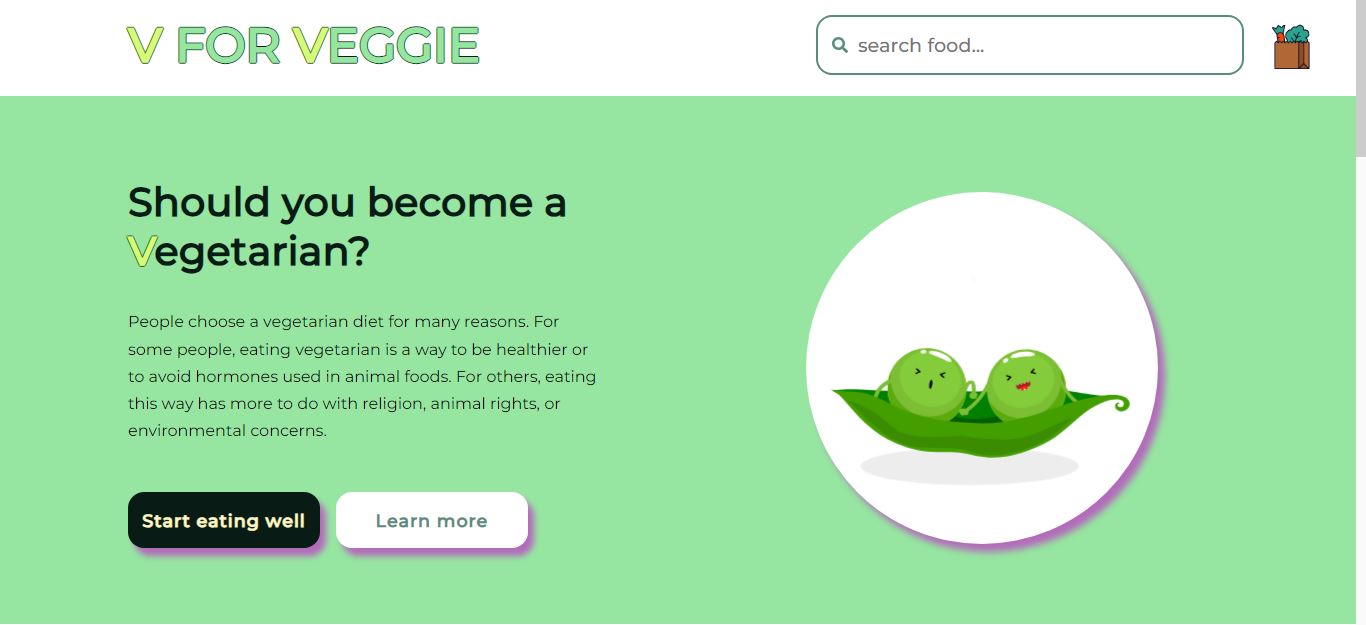 V FOR VEGGIE
search food...
Should you become a
Vegetarian?
People choose a vegetarian diet for many reasons. For
some people, eating vegetarian is a way to be healthier or
to avoid hormones used in animal foods. For others, eating
this way has more to do with religion, animal rights, or
environmental concerns.
Start eating well
Learn more